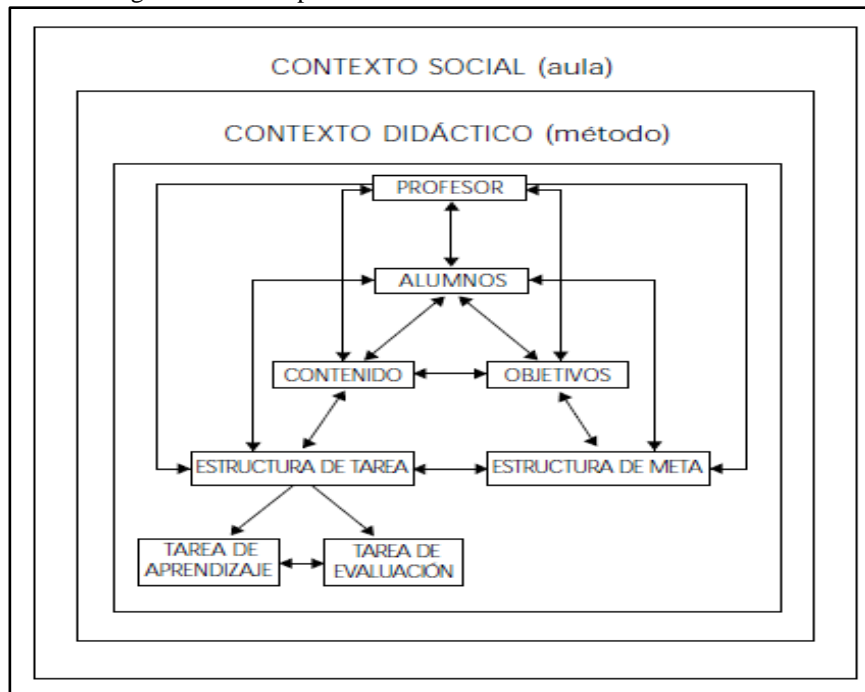 CONTEXTO SOCIAL (aula)
CONTEXTO DIDÁCTICO (método)
PROFESOR
ALUMNOS
CONTENIDO
OBJETIVOS
ESTRUCTURA DE TAREA
ESTRUCTURA DE META
TAREA DE
APRENDIZAJE
TAREA DE
EVALUACIÓN